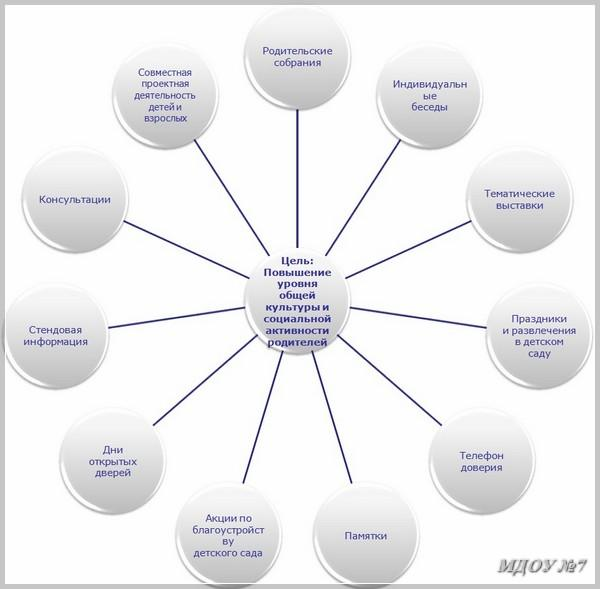 Родительские
собрания
Индивидуальн
ые
беседы
Тематические
выставки
Праздники
и развлечения
в детском
саду
Телефон
доверия
Памятки
Акции по
благоустройст
ву
детского сада
Дни
открытых
дверей
Стендовая
информация
Консультации
Совместная
проектная
деятельность
детей и
взрослых
Цель:
Повышение
уровня
общей
культуры и
социальной
активности
родителей
МДОУ №7